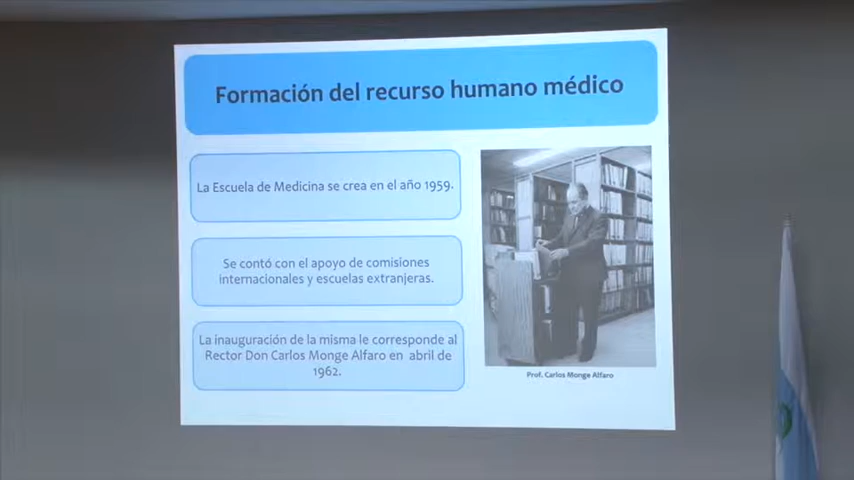 Formación del recurso humano médico
La Escuela de Medicina se crea en el año 1959.
Se contó con el apoyo de comisiones
internacionales y escuelas extranjeras.
La inauguración de la misma le corresponde al
Rector Don Carlos Monge Alfaro en abril de
1962.
Prof. Carlos Monge Alfaro